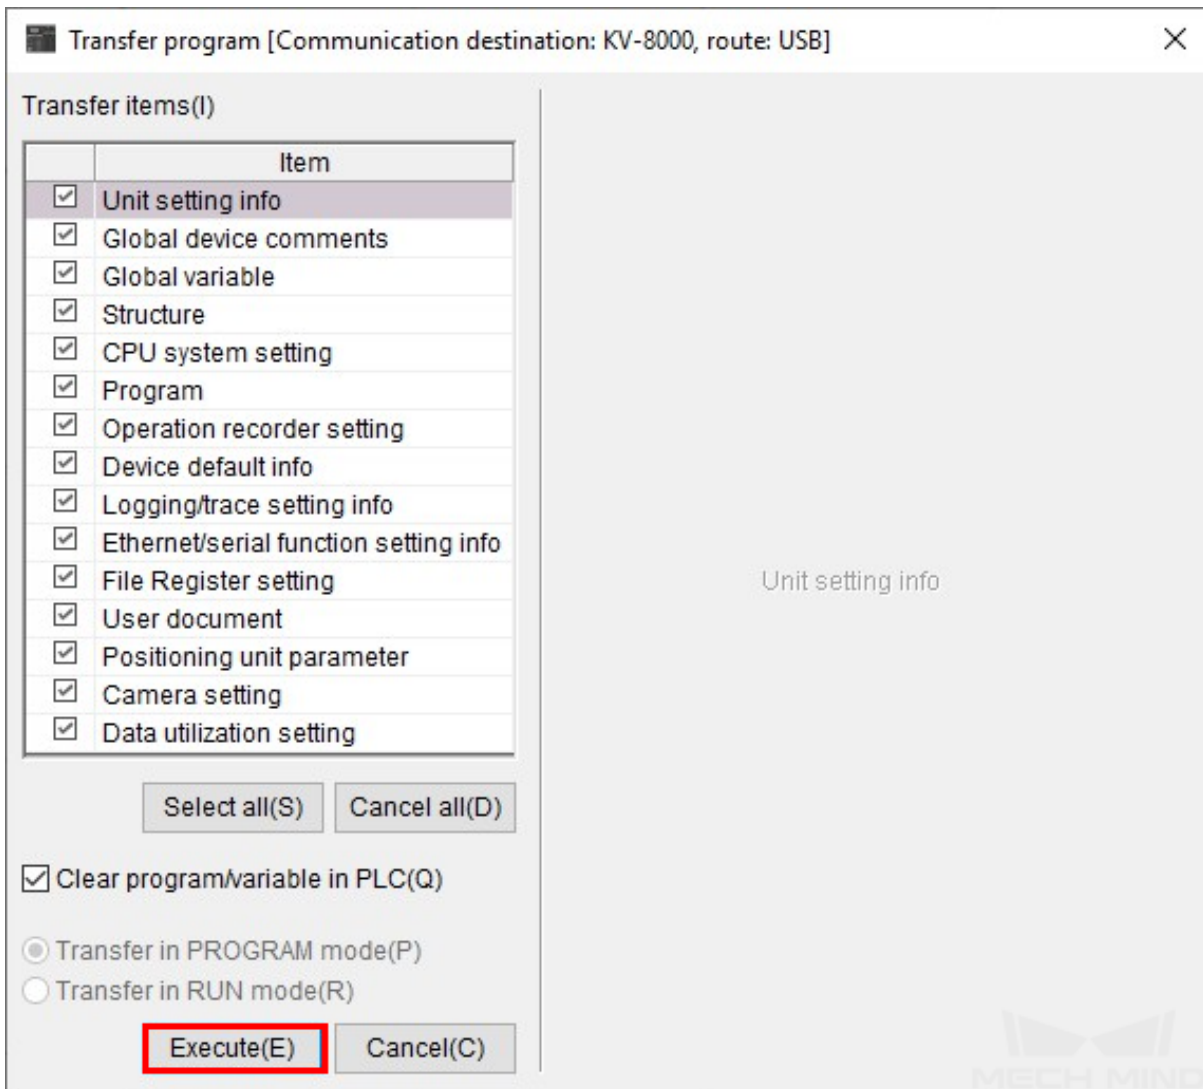 Transfer program [Communication destination: KV-8000, route: USB]
Transfer items(I)
Item
Unit setting info
Global device comments
Global variable
Structure
CPU system setting
Program
Operation recorder setting
Device default info
Logging/trace setting info
Ethernet/serial function setting info
File Register setting
User document
Positioning unit parameter
Camera setting
Data utilization setting
Select all(S) Cancel all(D)
Clear program/variable in PLC(Q)
Transfer in PROGRAM mode(P)
Transfer in RUN mode(R)
Execute(E) Cancel(C)
Unit setting info
MECH MIND